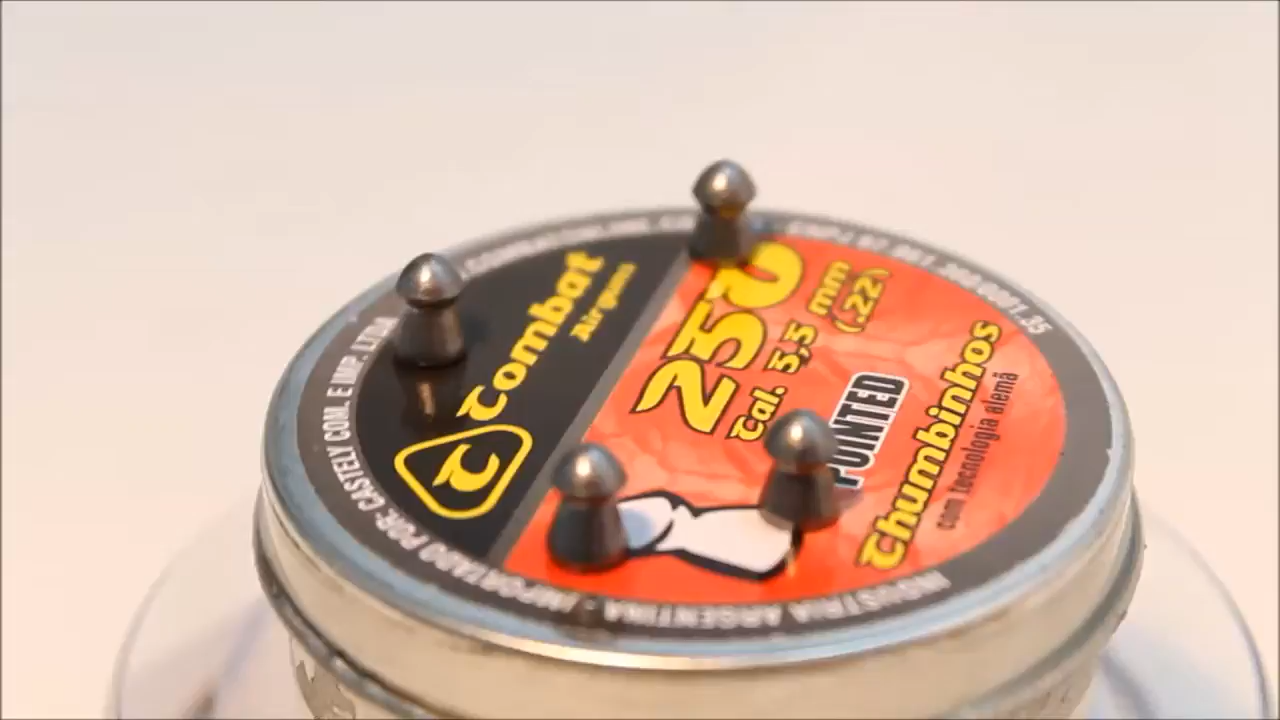 Combat
Airguns
250
Cal. 5,5 mm
(.22)
POINTED
Chumbinhos
com tecnologia alemã
IMPORTADO POR: CASTELY COM. E IMP. LTDA
INDUSTRIA ARGENTINA